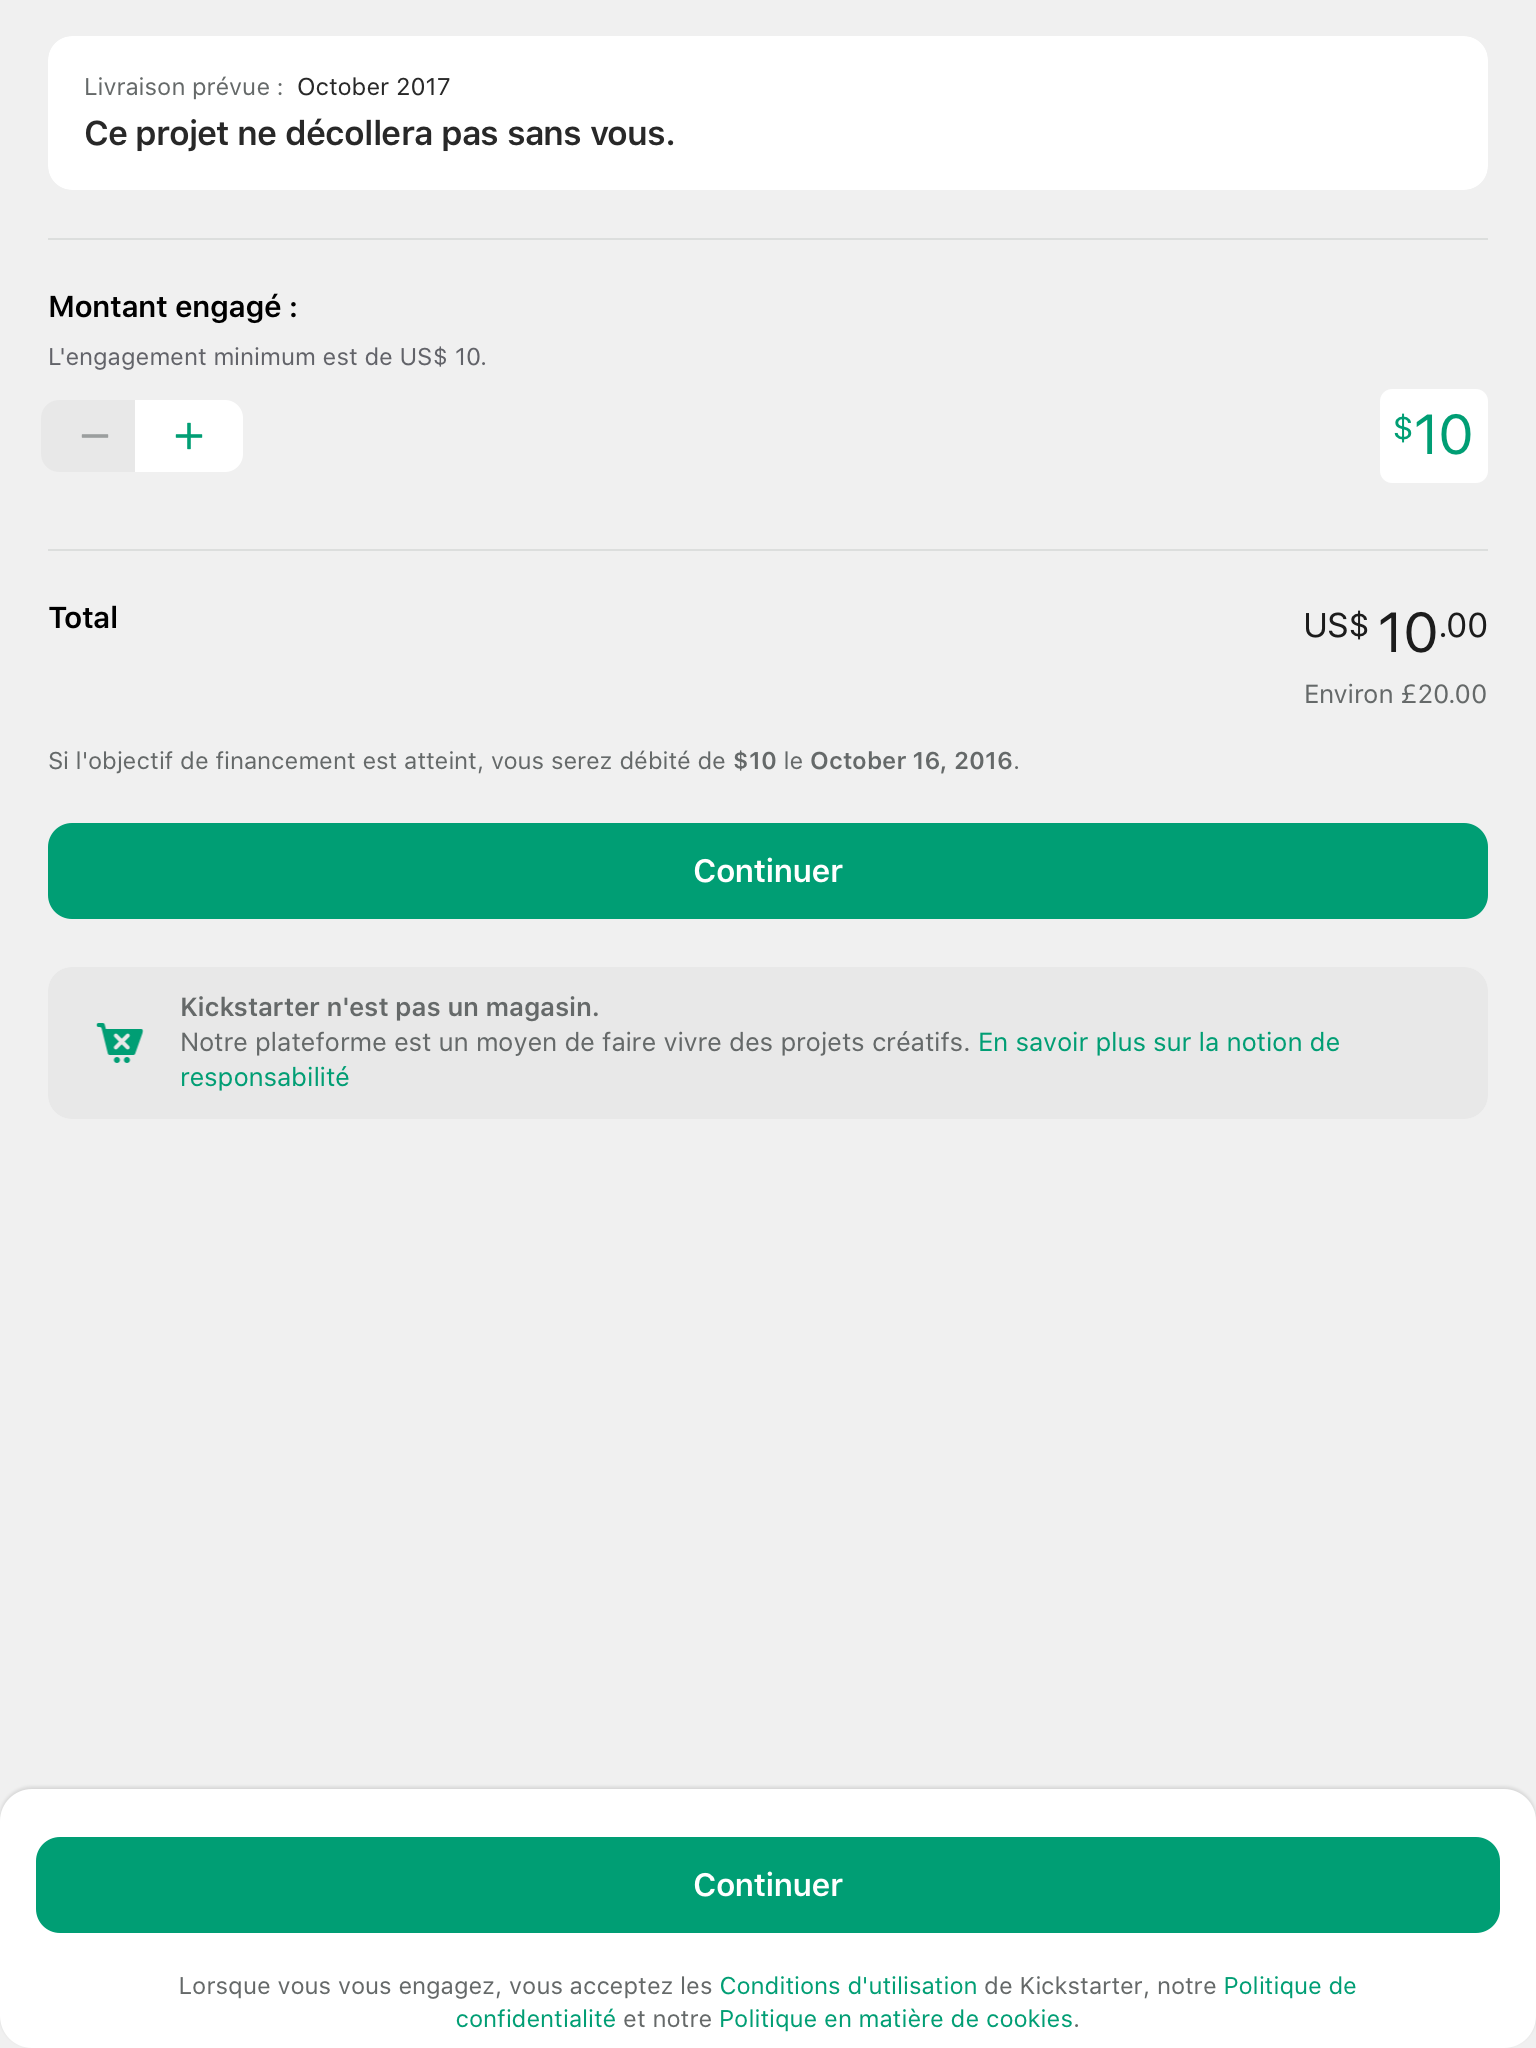 Livraison prévue : October 2017
Ce projet ne décollera pas sans vous.
Montant engagé :
L'engagement minimum est de US$ 10.
$10
Total
US$ 10.00
Environ £20.00
Si l'objectif de financement est atteint, vous serez débité de $10 le October 16, 2016.
Continuer
Kickstarter n'est pas un magasin.
Notre plateforme est un moyen de faire vivre des projets créatifs. En savoir plus sur la notion de
responsabilité
Continuer
Lorsque vous vous engagez, vous acceptez les Conditions d'utilisation de Kickstarter, notre Politique de
confidentialité et notre Politique en matière de cookies.